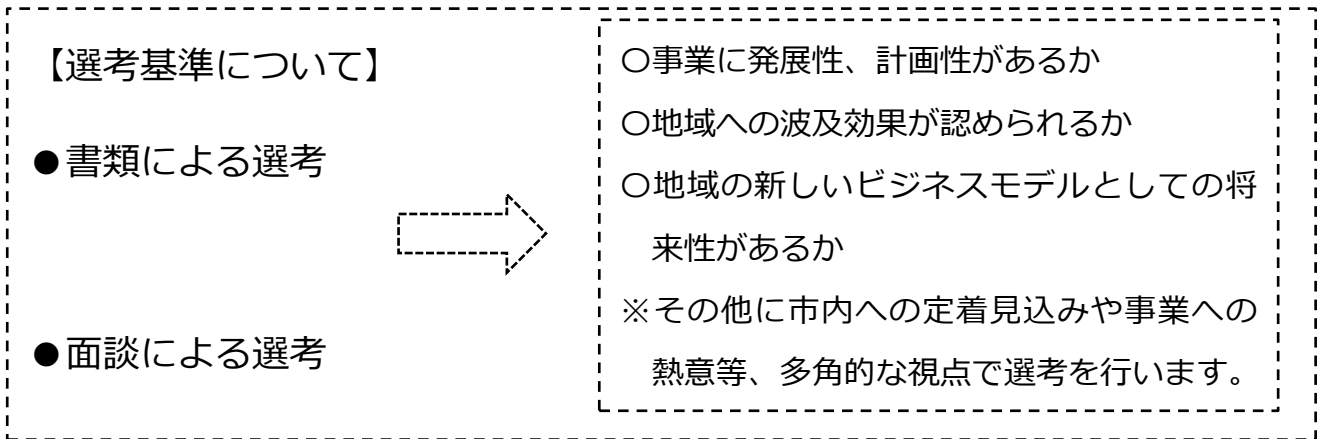 【選考基準について】
●書類による選考
●面談による選考
〇事業に発展性、計画性があるか
〇地域への波及効果が認められるか
〇地域の新しいビジネスモデルとしての将
来性があるか
※その他に市内への定着見込みや事業への
熱意等、多角的な視点で選考を行います。